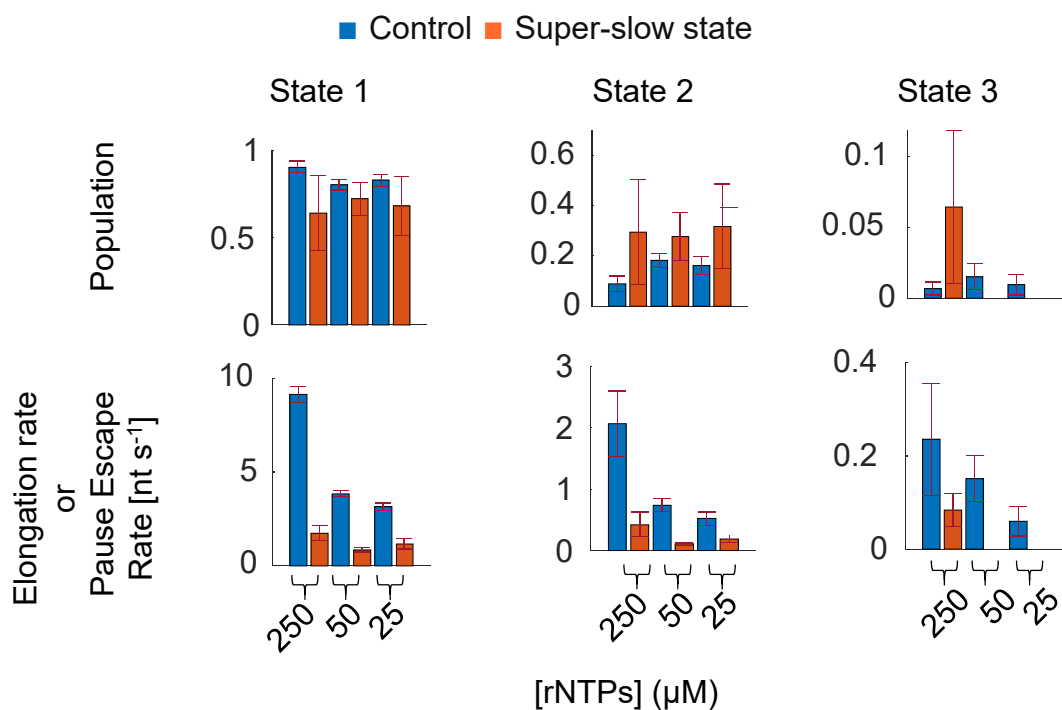 Control Super-slow state
State 1 State 2 State 3
Population
1
0.5
0
0.6
0.4
0.2
0
0.1
0.05
0
Elongation rate
or
Pause Escape
Rate [nt s⁻¹]
10
5
0
3
2
1
0
0.4
0.2
0
250 50 25
250 50 25
250 50 25
[rNTPs] (μM)